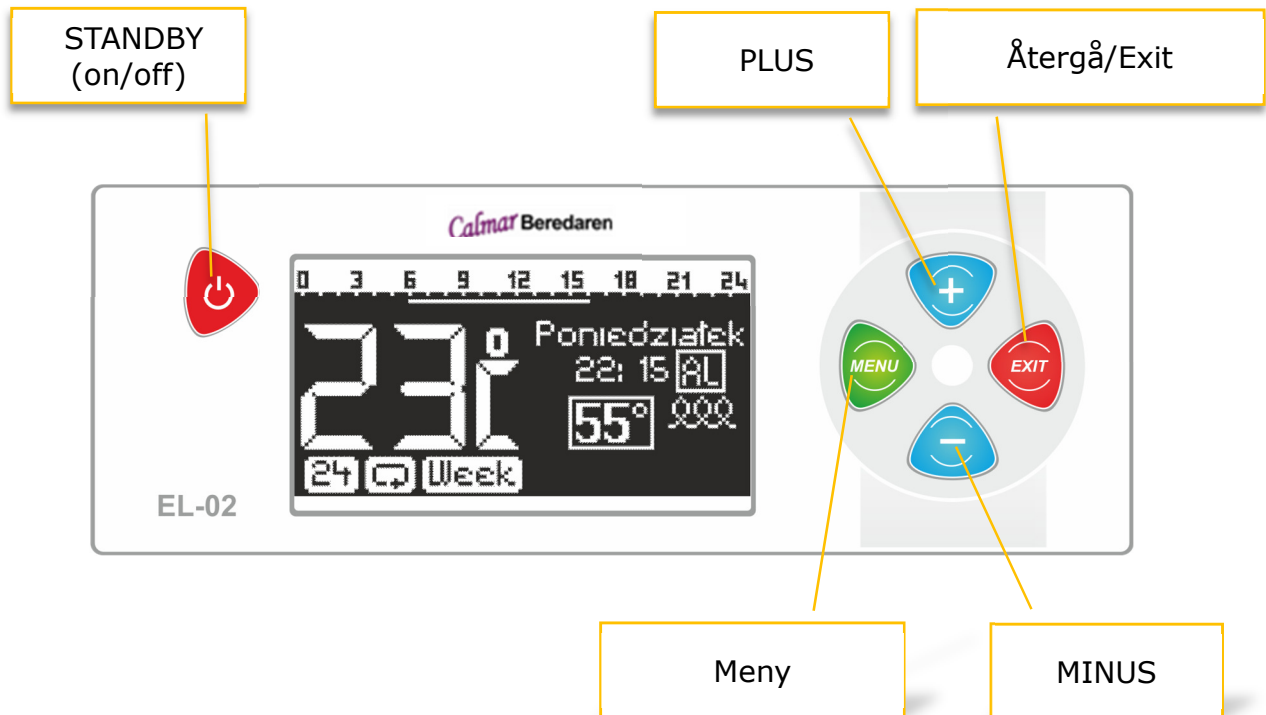 STANDBY
(on/off)
PLUS
Återgå/Exit
Calmar Beredaren
0 3 6 9 12 15 18 21 24
23°C
Poniedziałek
22: 15 AL
55°
24 Week
EL-02
+
MENU
EXIT
−
Meny
MINUS